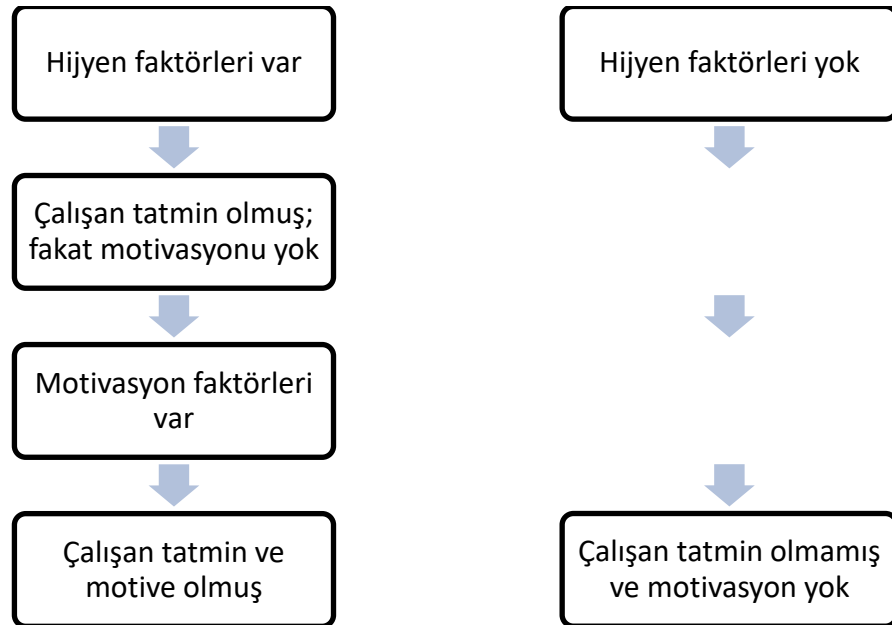 Hijyen faktörleri var
Hijyen faktörleri yok
Çalışan tatmin olmuş;
fakat motivasyonu yok
Motivasyon faktörleri
var
Çalışan tatmin ve
motive olmuş
Çalışan tatmin olmamış
ve motivasyon yok